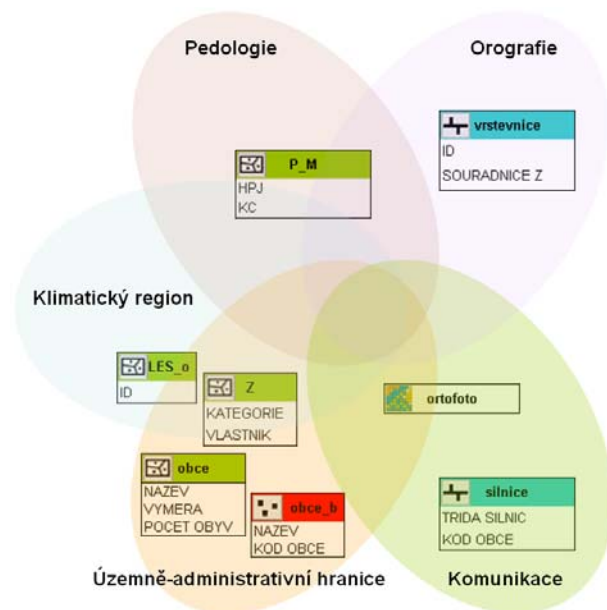 Pedologie
Orografie
vrstevnice
ID
SOURADNICE Z
P_M
HPJ
KC
Klimatický region
LES_o
ID
Z
KATEGORIE
VLASTNIK
ortofoto
obce
NAZEV
VYMERA
POCET OBYV
obce_b
NAZEV
KOD OBCE
silnice
TRIDA SILNIC
KOD OBCE
Územně-administrativní hranice
Komunikace